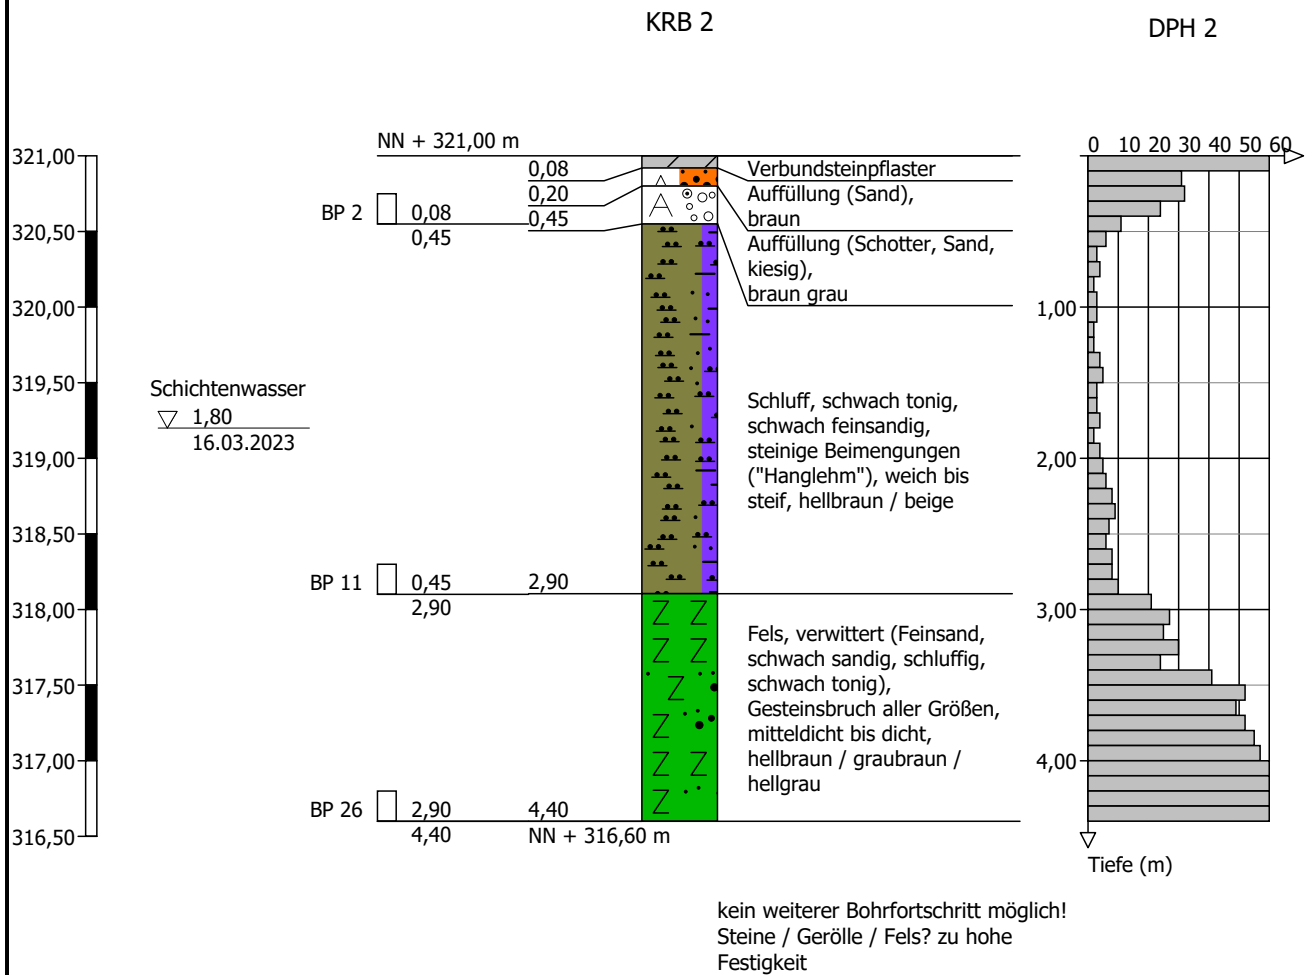 KRB 2
DPH 2
NN + 321,00 m
321,00
320,50
320,00
319,50
319,00
318,50
318,00
317,50
317,00
316,50
Schichtenwasser
1,80
16.03.2023
BP 2
0,08
0,45
BP 11
0,45
2,90
BP 26
2,90
4,40
0,08
0,20
0,45
2,90
4,40
NN + 316,60 m
A
A
Z Z
Z Z
Z
Z
Z Z
Z
Verbundsteinpflaster
Auffüllung (Sand),
braun
Auffüllung (Schotter, Sand,
kiesig),
braun grau
Schluff, schwach tonig,
schwach feinsandig,
steinige Beimengungen
("Hanglehm"), weich bis
steif, hellbraun / beige
Fels, verwittert (Feinsand,
schwach sandig, schluffig,
schwach tonig),
Gesteinsbruch aller Größen,
mitteldicht bis dicht,
hellbraun / graubraun /
hellgrau
0 10 20 30 40 50 60
1,00
2,00
3,00
4,00
Tiefe (m)
kein weiterer Bohrfortschritt möglich!
Steine / Gerölle / Fels? zu hohe
Festigkeit